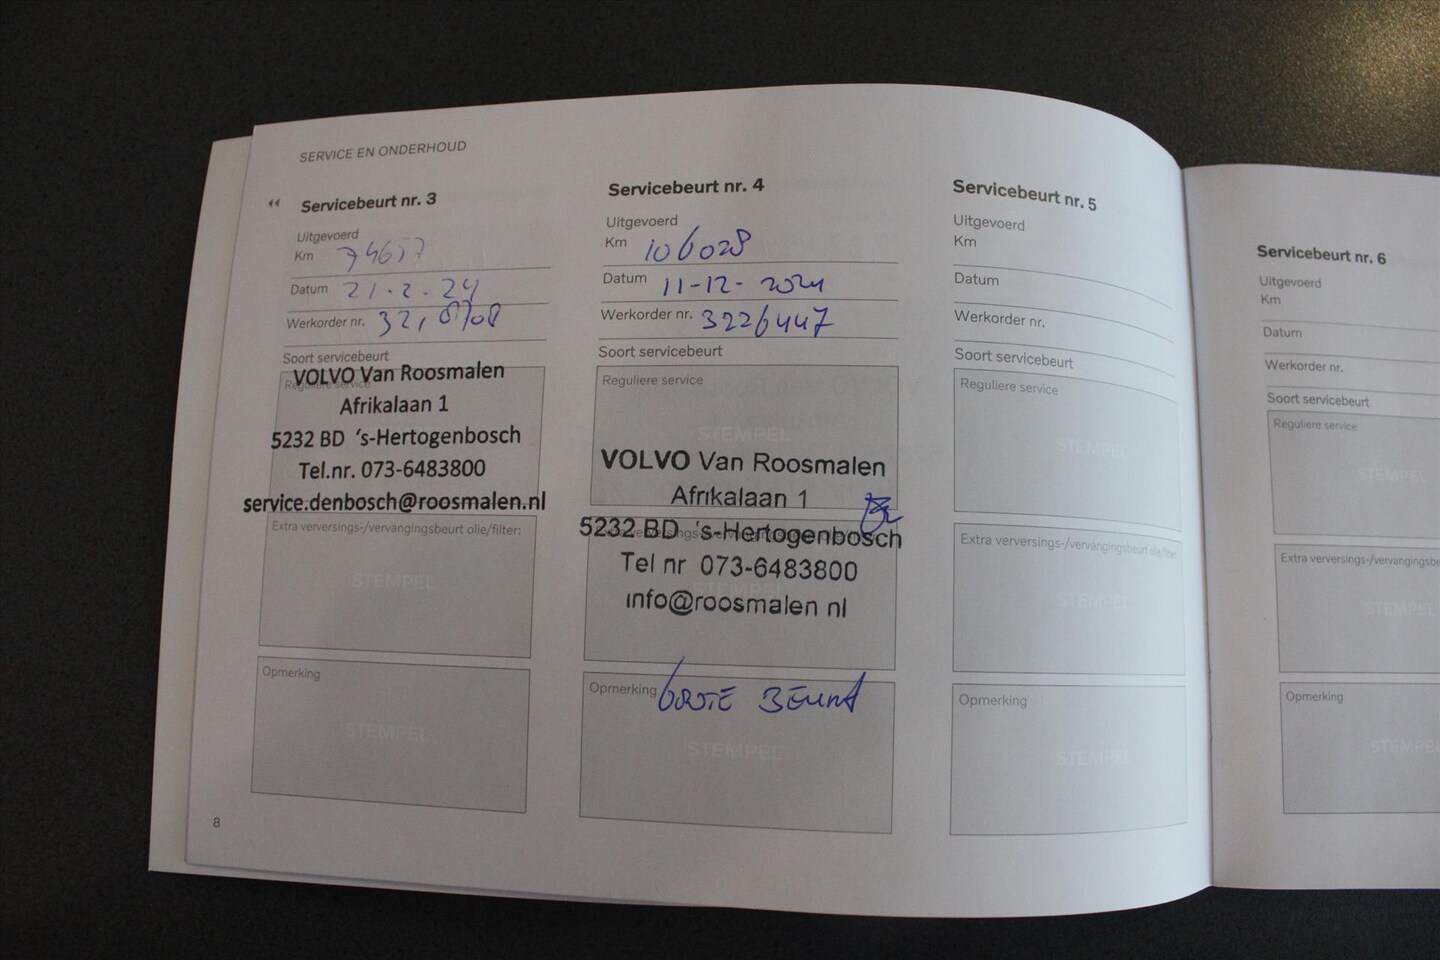 SERVICE EN ONDERHOUD
Servicebeurt nr. 3
Uitgevoerd
Km
Datum 21-2-24
Werkorder nr.
Soort servicebeurt
Reguliere service
VOLVO Van Roosmalen
Afrikalaan 1
5232 BD 's-Hertogenbosch
Tel.nr. 073-6483800
service.denbosch@roosmalen.nl
Extra verversings-/vervangingsbeurt olie/filter:
STEMPEL
Opmerking
STEMPEL
8
Servicebeurt nr. 4
Uitgevoerd
Km 106028
Datum 11-12-2024
Werkorder nr. 3226447
Soort servicebeurt
Reguliere service
STEMPEL
VOLVO Van Roosmalen
Afrikalaan 1
5232 BD 's-Hertogenbosch
Tel nr 073-6483800
info@roosmalen nl
Opmerking GROTE BEURT
STEMPEL
Servicebeurt nr. 5
Uitgevoerd
Km
Datum
Werkorder nr.
Soort servicebeurt
Reguliere service
STEMPEL
Extra verversings-/vervangingsbeurt olie/filter
STEMPEL
Opmerking
STEMPEL
Servicebeurt nr. 6
Uitgevoerd
Km
Datum
Werkorder nr.
Soort servicebeurt
Reguliere service
STEMPEL
Extra verversings-/vervangingsbe
STEMPEL
Opmerking
STEMPEL